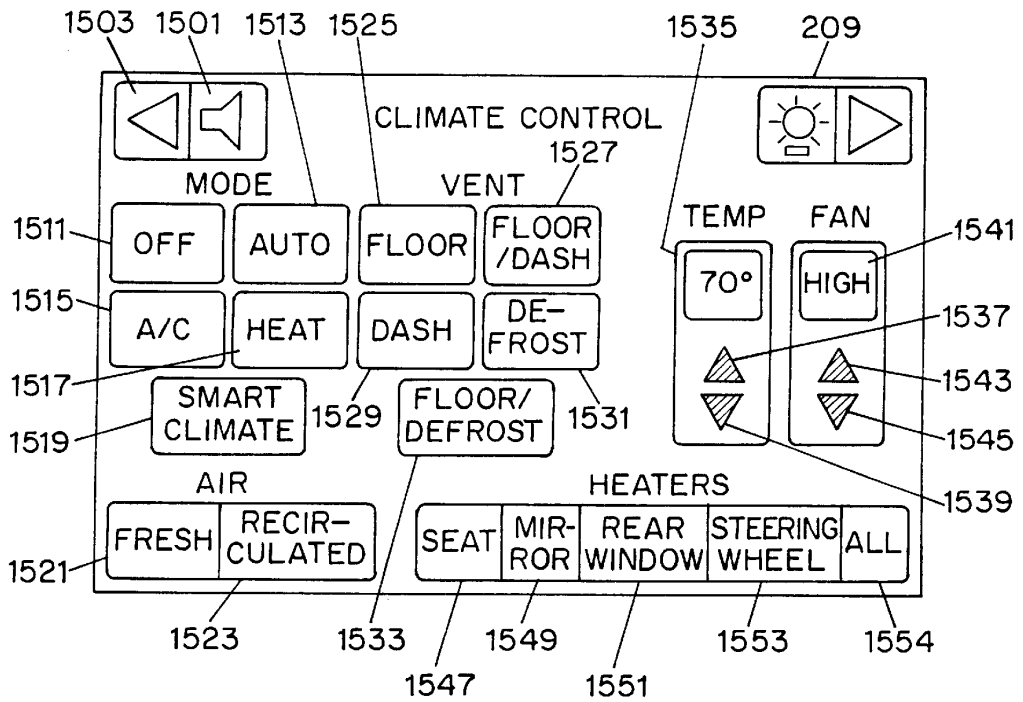 1503 1501 1513 1525 1535 209
CLIMATE CONTROL
1527
MODE VENT
TEMP FAN
1511 OFF AUTO FLOOR FLOOR
/DASH
70° HIGH 1541
1515 A/C HEAT DASH DE-
FROST
1537
1517 1529 1531 1543
1519 SMART
CLIMATE
FLOOR/
DEFROST
1545
1539
AIR HEATERS
1521 FRESH RECIR-
CULATED
SEAT MIR-
ROR
REAR
WINDOW
STEERING
WHEEL
ALL
1523 1533 1549 1553 1554
1547 1551